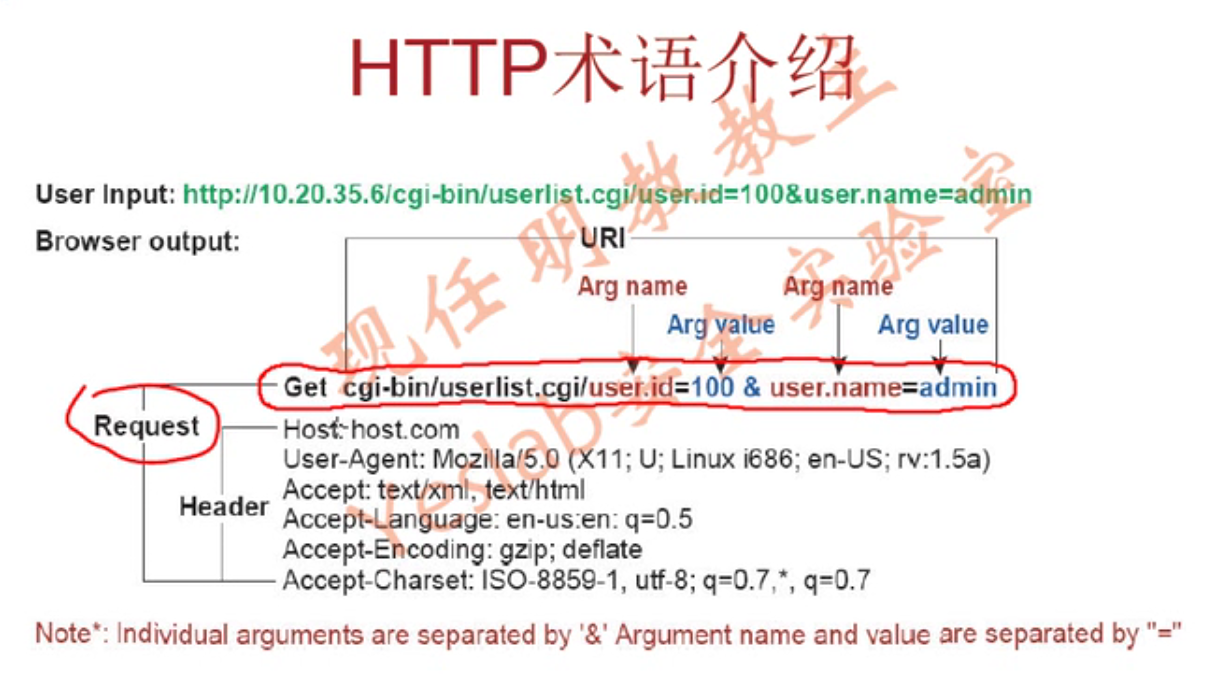 HTTP术语介绍
User Input: http://10.20.35.6/cgi-bin/userlist.cgi/user.id=100&user.name=admin
Browser output:
URI
Arg name Arg name
Arg value Arg value
Get cgi-bin/userlist.cgi/user.id=100 & user.name=admin
Request
Host: host.com
User-Agent: Mozilla/5.0 (X11; U; Linux i686; en-US; rv:1.5a)
Accept: text/xml, text/html
Header
Accept-Language: en-us:en: q=0.5
Accept-Encoding: gzip; deflate
Accept-Charset: ISO-8859-1, utf-8; q=0.7,*, q=0.7
Note*: Individual arguments are separated by '&' Argument name and value are separated by "="
现任明教教主
Yeslab安全实验室